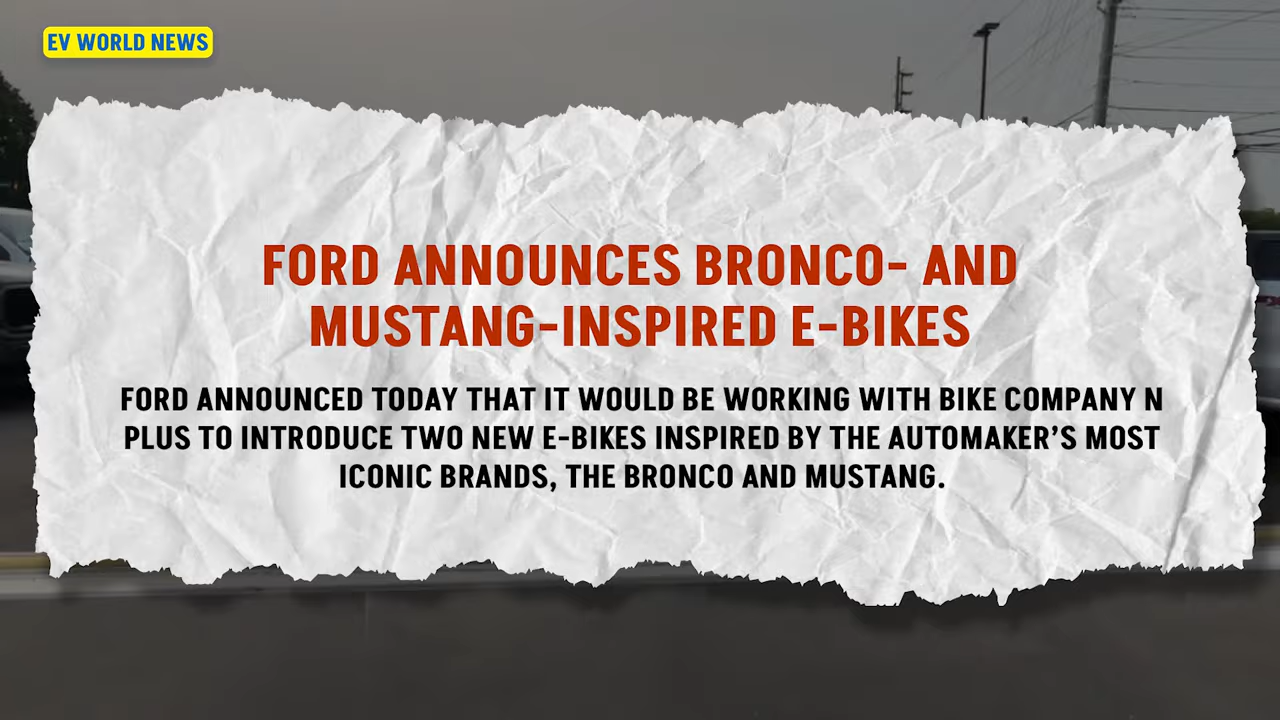 EV WORLD NEWS
FORD ANNOUNCES BRONCO- AND
MUSTANG-INSPIRED E-BIKES
FORD ANNOUNCED TODAY THAT IT WOULD BE WORKING WITH BIKE COMPANY N
PLUS TO INTRODUCE TWO NEW E-BIKES INSPIRED BY THE AUTOMAKER’S MOST
ICONIC BRANDS, THE BRONCO AND MUSTANG.